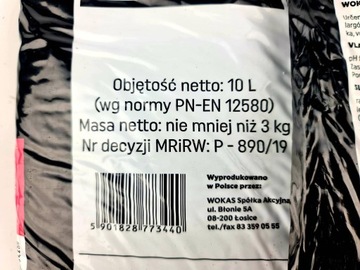 Objętość netto: 10 L
(wg normy PN-EN 12580)
Masa netto: nie mniej niż 3 kg
Nr decyzji MRiRW: P - 890/19
Wyprodukowano
w Polsce przez:
WOKAS Spółka Akcyjna
ul. Błonie 5A
08-200 Łosice
tel./fax 83 359 05 55
5 901828 773440
WOKAS